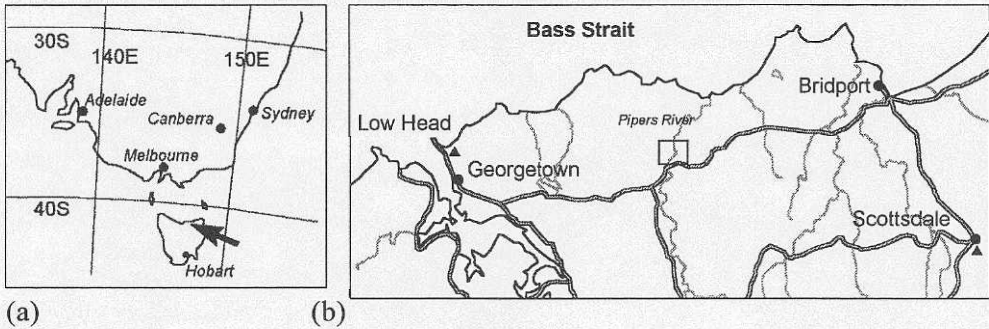 30S
140E
150E
Adelaide
Canberra
Sydney
Melbourne
40S
Hobart
(a)
Bass Strait
Bridport
Pipers River
Low Head
Georgetown
Scottsdale
(b)